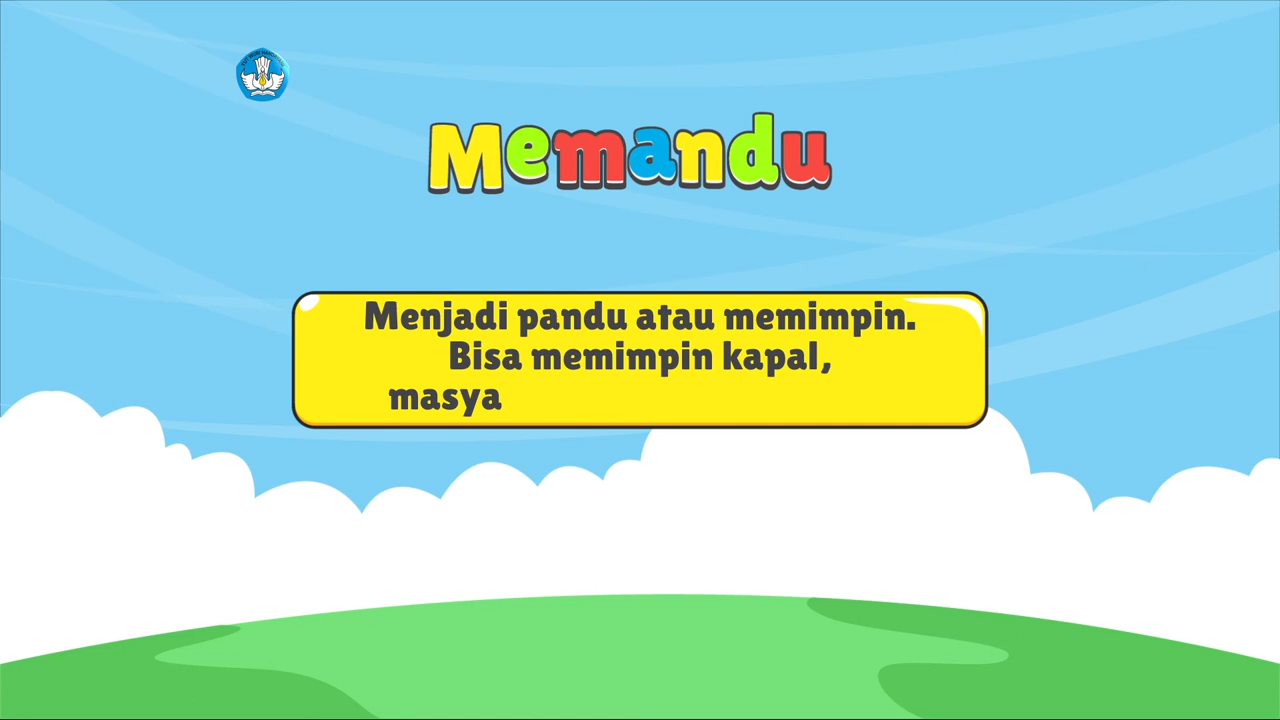 Memandu
Menjadi pandu atau memimpin.
Bisa memimpin kapal,
masya